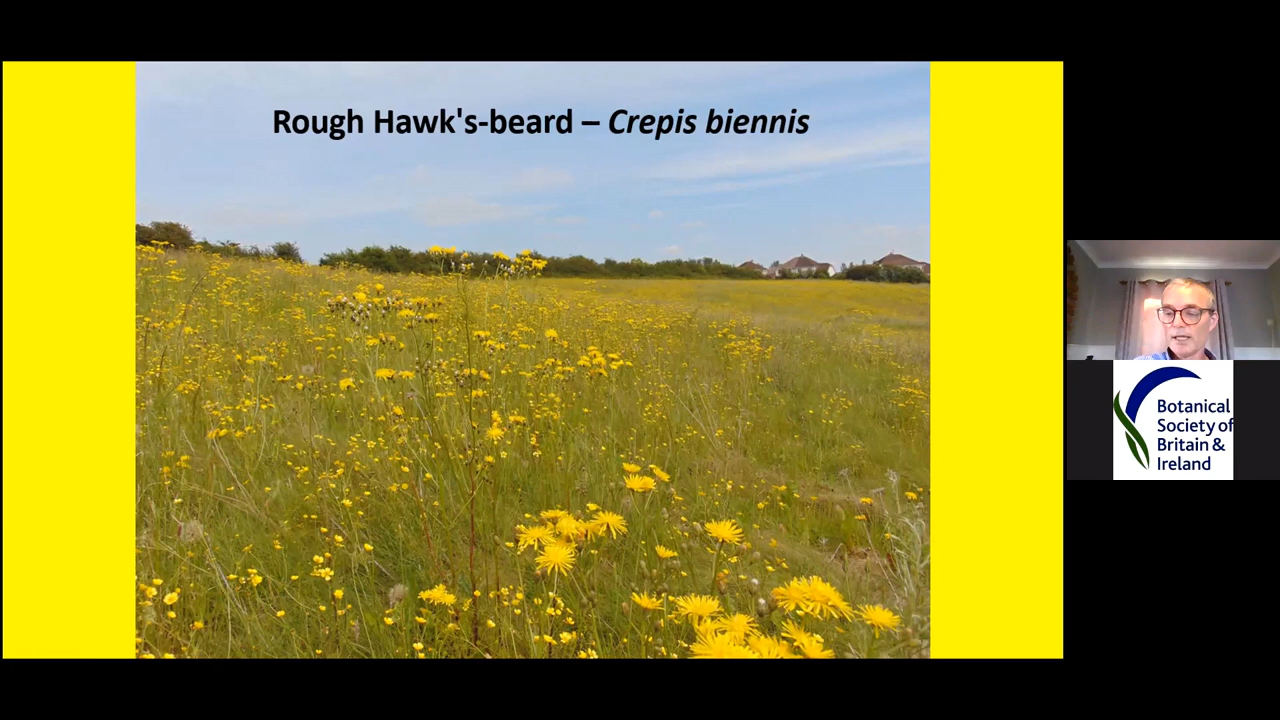 Rough Hawk's-beard – Crepis biennis
Botanical
Society of
Britain &
Ireland